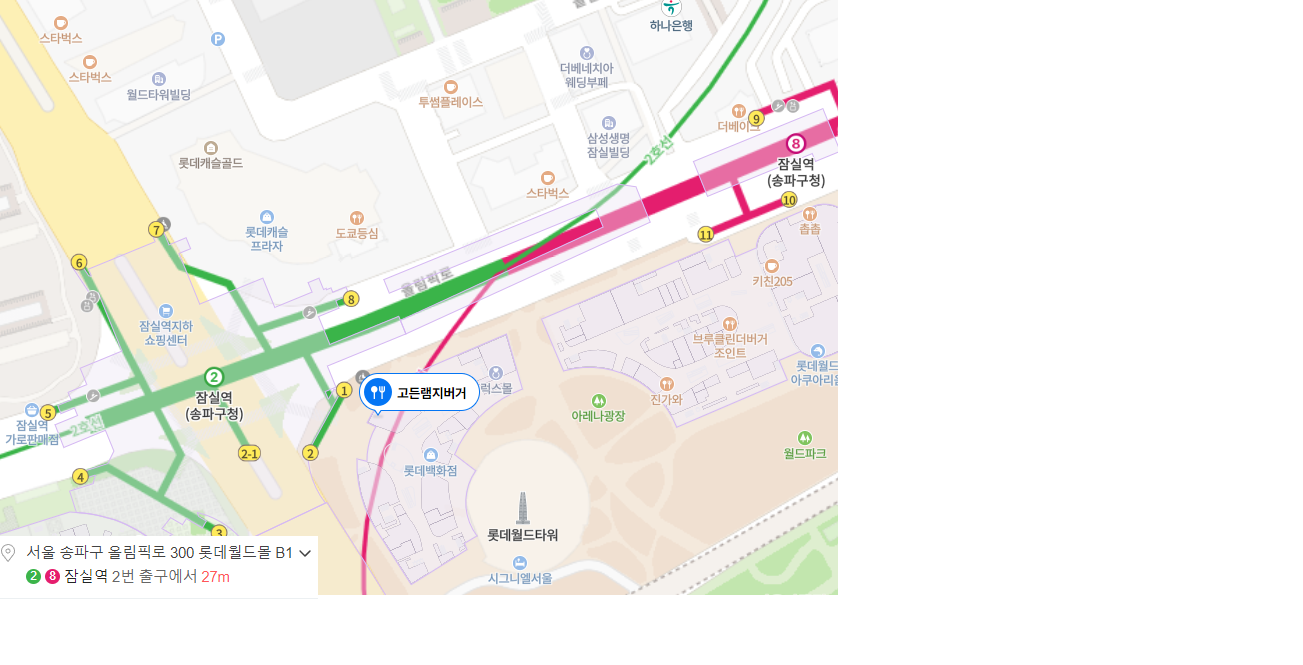 하나은행
스타벅스
스타벅스
P
월드타워빌딩
더베네치아
웨딩부페
투썸플레이스
더베이
9
삼성생명
잠실빌딩
2호선
8
잠실역
(송파구청)
롯데캐슬골드
스타벅스
10
11
촙촙
7
롯데캐슬
프라자
도쿄등심
6
키친205
올림픽로
8
잠실역지하
쇼핑센터
브루클린더버거
조인트
롯데월드
아쿠아리움
2
잠실역
(송파구청)
1
고든램지버거
럭스몰
진가와
아레나광장
5
잠실역
가로판매점
2호선
2-1
2
월드파크
4
롯데백화점
3
롯데월드타워
시그니엘서울
서울 송파구 올림픽로 300 롯데월드몰 B1
2 8 잠실역 2번 출구에서 27m